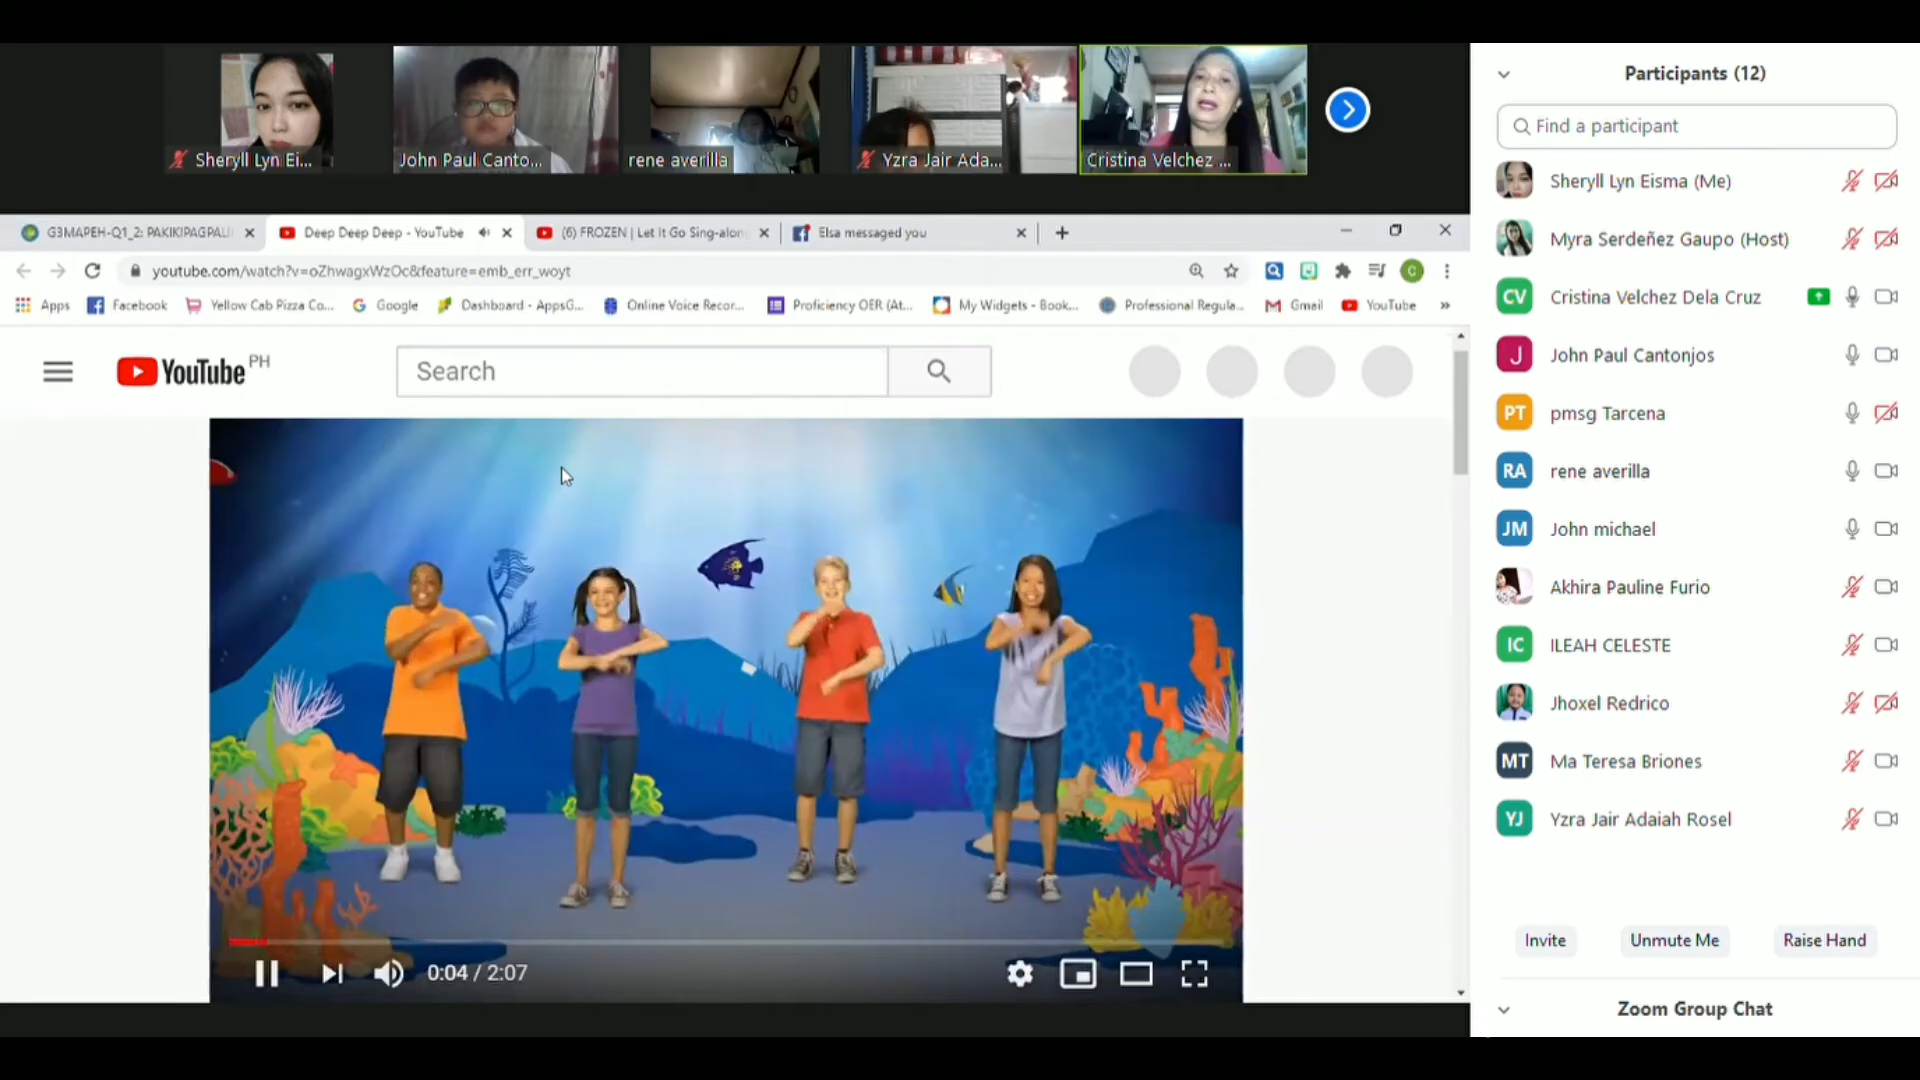 Sheryll Lyn Ei...
John Paul Canto...
rene averilla
Yzra Jair Ada...
Cristina Velchez ...
G3MAPEH-Q1_2: PAKIKIPAGPALI
Deep Deep Deep - YouTube
(6) FROZEN | Let It Go Sing-along
Elsa messaged you
youtube.com/watch?v=oZhwagxWzOc&feature=emb_err_woyt
Apps
Facebook
Yellow Cab Pizza Co...
Google
Dashboard - AppsG...
Online Voice Recor...
Proficiency OER (At...
My Widgets - Book...
Professional Regula...
Gmail
YouTube
»
YouTube PH
Search
0:04 / 2:07
Participants (12)
Find a participant
Sheryll Lyn Eisma (Me)
Myra Serdeñez Gaupo (Host)
CV Cristina Velchez Dela Cruz
J John Paul Cantonjos
PT pmsg Tarcena
RA rene averilla
JM John michael
Akhira Pauline Furio
IC ILEAH CELESTE
Jhoxel Redrico
MT Ma Teresa Briones
YJ Yzra Jair Adaiah Rosel
Invite
Unmute Me
Raise Hand
Zoom Group Chat